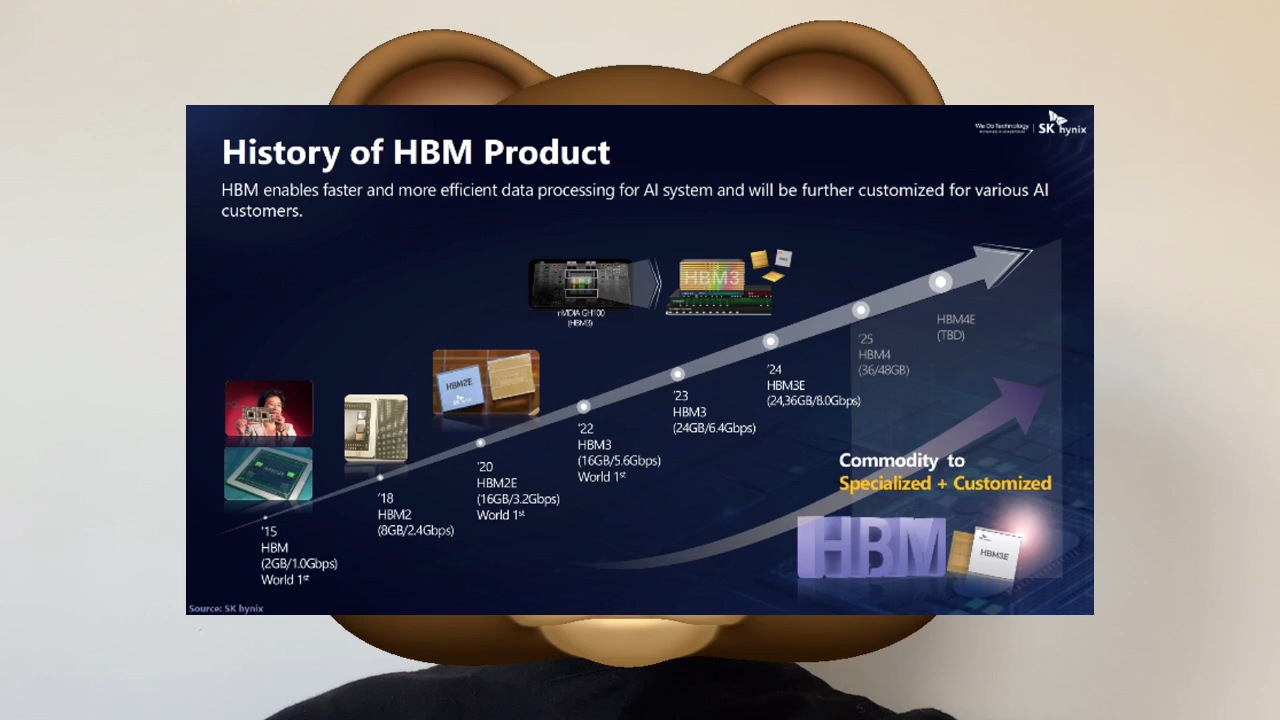 We Do Technology
SK hynix
History of HBM Product
HBM enables faster and more efficient data processing for AI system and will be further customized for various AI
customers.
HBM3
nVIDIA GH100
(HBM3)
HBM2E
'15
HBM
(2GB/1.0Gbps)
World 1st
'18
HBM2
(8GB/2.4Gbps)
'20
HBM2E
(16GB/3.2Gbps)
World 1st
'22
HBM3
(16GB/5.6Gbps)
World 1st
'23
HBM3
(24GB/6.4Gbps)
'24
HBM3E
(24,36GB/8.0Gbps)
'25
HBM4
(36/48GB)
HBM4E
(TBD)
Commodity to
Specialized + Customized
HBM
HBM3E
Source: SK hynix